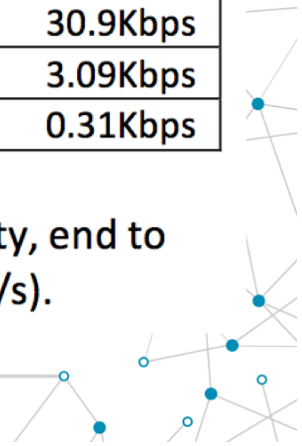 30.9Kbps
3.09Kbps
0.31Kbps
ty, end to
/s).